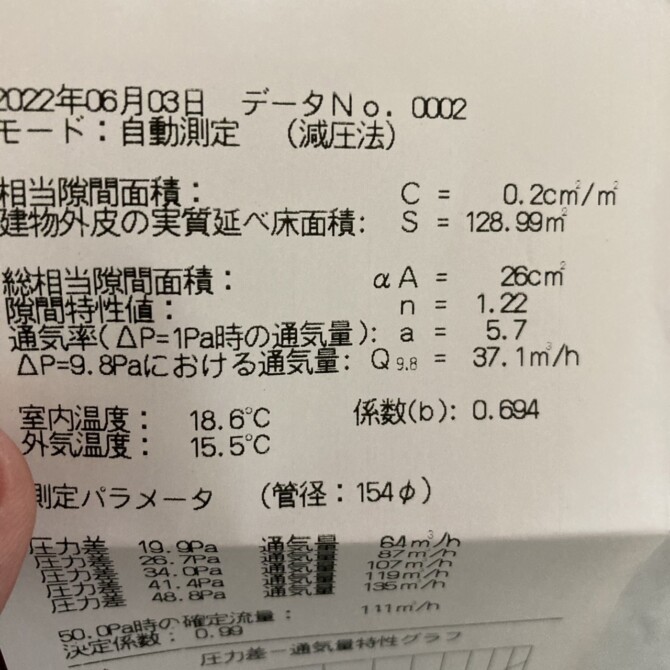 2022年06月03日 データNo. 0002
モード：自動測定 （減圧法）
相当隙間面積： C = 0.2cm²/m²
建物外皮の実質延べ床面積： S = 128.99m²
総相当隙間面積： αA = 26cm²
隙間特性値： n = 1.22
通気率(ΔP=1Pa時の通気量)： a = 5.7
ΔP=9.8Paにおける通気量： Q9.8 = 37.1m³/h
室内温度： 18.6℃ 係数(b)：0.694
外気温度： 15.5℃
測定パラメータ （管径：154φ）
圧力差 19.9Pa 通気量 64m³/h
圧力差 26.7Pa 通気量 87m³/h
圧力差 34.0Pa 通気量 107m³/h
圧力差 41.4Pa 通気量 119m³/h
圧力差 48.8Pa 通気量 135m³/h
50.0Pa時の確定流量： 111m³/h
決定係数： 0.99
圧力差－通気量特性グラフ